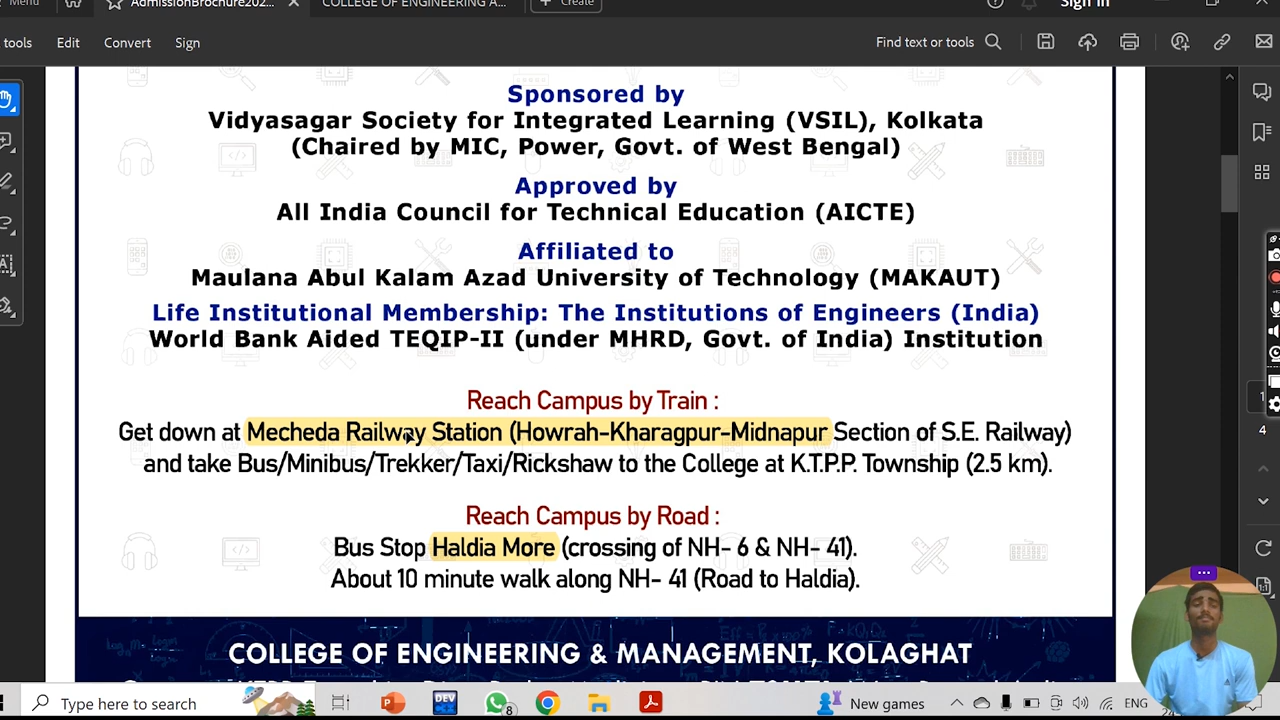 Menu
AdmissionBrochure202...
COLLEGE OF ENGINEERING A...
Create
Sign in
tools
Edit
Convert
Sign
Find text or tools
Sponsored by
Vidyasagar Society for Integrated Learning (VSIL), Kolkata
(Chaired by MIC, Power, Govt. of West Bengal)
Approved by
All India Council for Technical Education (AICTE)
Affiliated to
Maulana Abul Kalam Azad University of Technology (MAKAUT)
Life Institutional Membership: The Institutions of Engineers (India)
World Bank Aided TEQIP-II (under MHRD, Govt. of India) Institution
Reach Campus by Train :
Get down at Mecheda Railway Station (Howrah-Kharagpur-Midnapur Section of S.E. Railway)
and take Bus/Minibus/Trekker/Taxi/Rickshaw to the College at K.T.P.P. Township (2.5 km).
Reach Campus by Road :
Bus Stop Haldia More (crossing of NH- 6 & NH- 41).
About 10 minute walk along NH- 41 (Road to Haldia).
1
4
COLLEGE OF ENGINEERING & MANAGEMENT, KOLAGHAT
Type here to search
DEV
8
New games
ENG